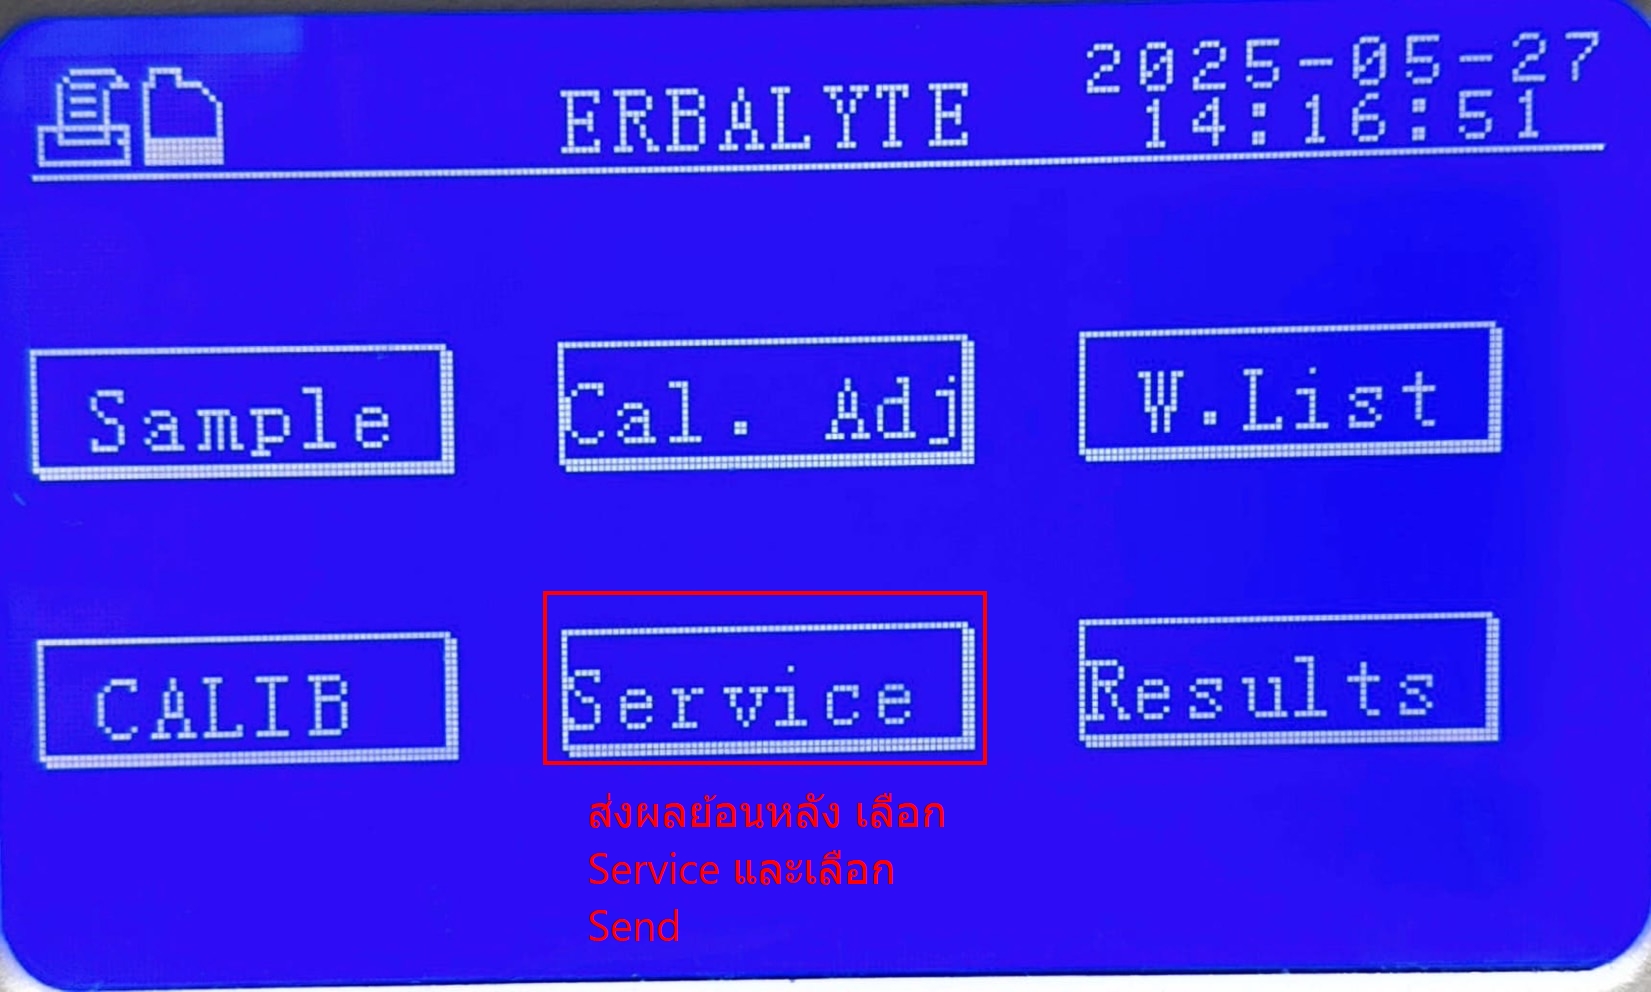 ERBALYTE
2025-05-27
14:16:51
Sample
Cal. Adj
W.List
CALIB
Service
Results
ส่งผลย้อนหลัง เลือก
Service และเลือก
Send